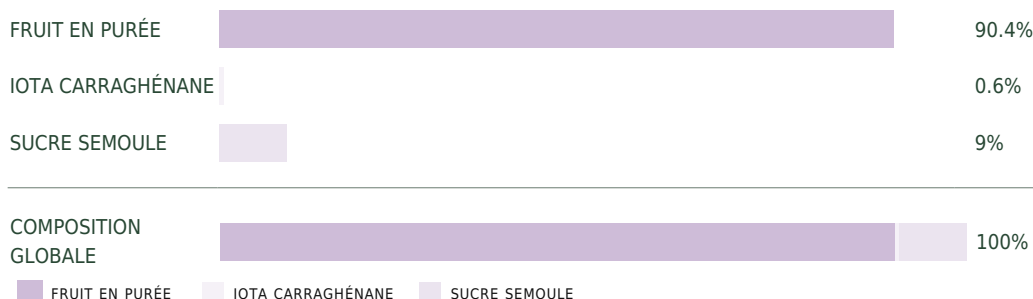 FRUIT EN PURÉE 90.4%
IOTA CARRAGHÉNANE 0.6%
SUCRE SEMOULE 9%
COMPOSITION
GLOBALE 100%
FRUIT EN PURÉE IOTA CARRAGHÉNANE SUCRE SEMOULE